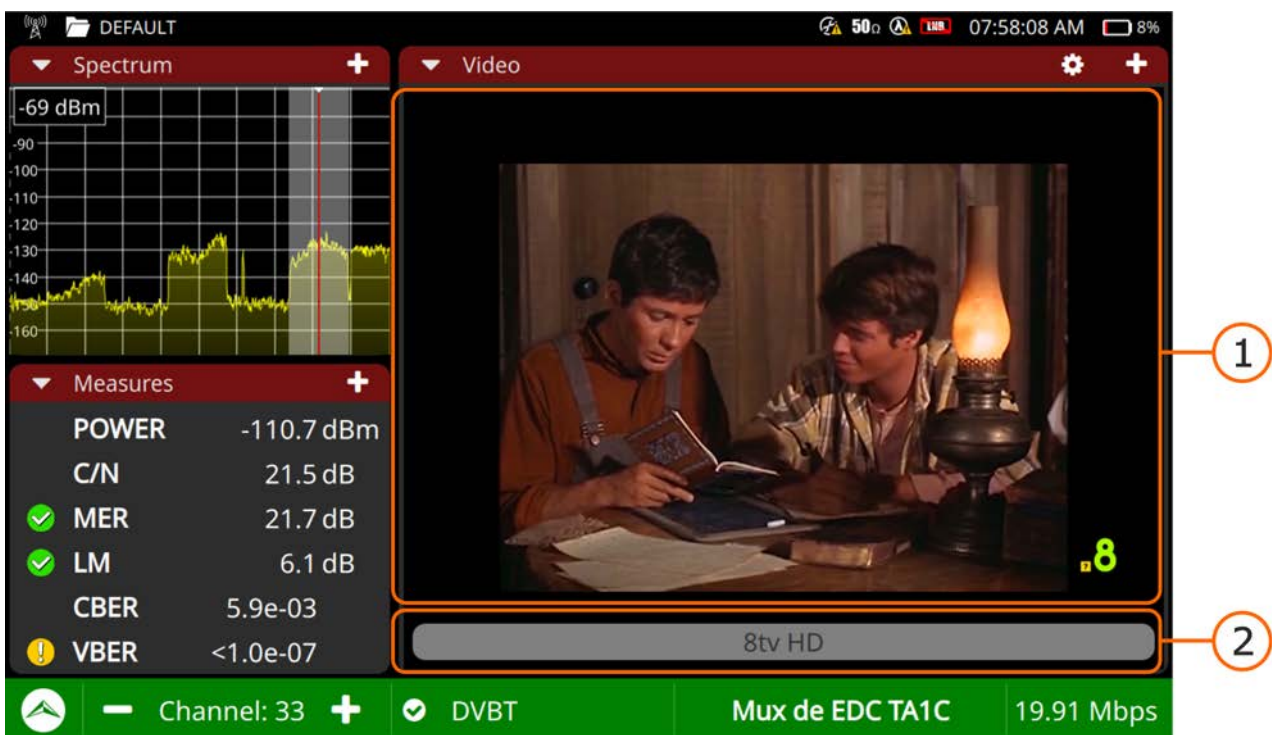 DEFAULT
50Ω
LNB
07:58:08 AM
8%
Spectrum
Video
-69 dBm
-90
-100
-110
-120
-130
-140
-150
-160
Measures
POWER -110.7 dBm
C/N 21.5 dB
MER 21.7 dB
LM 6.1 dB
CBER 5.9e-03
VBER <1.0e-07
8
8tv HD
1
2
Channel: 33
DVBT
Mux de EDC TA1C
19.91 Mbps